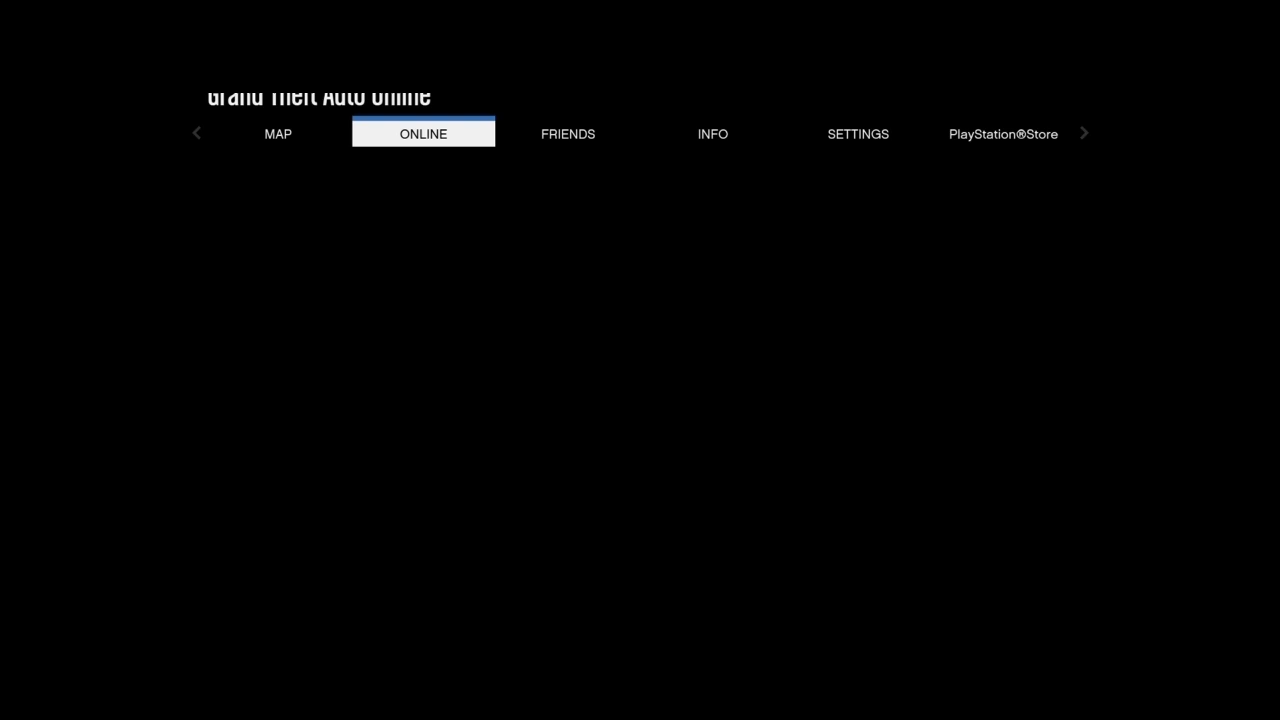 Grand Theft Auto Online
MAP ONLINE FRIENDS INFO SETTINGS PlayStation®Store